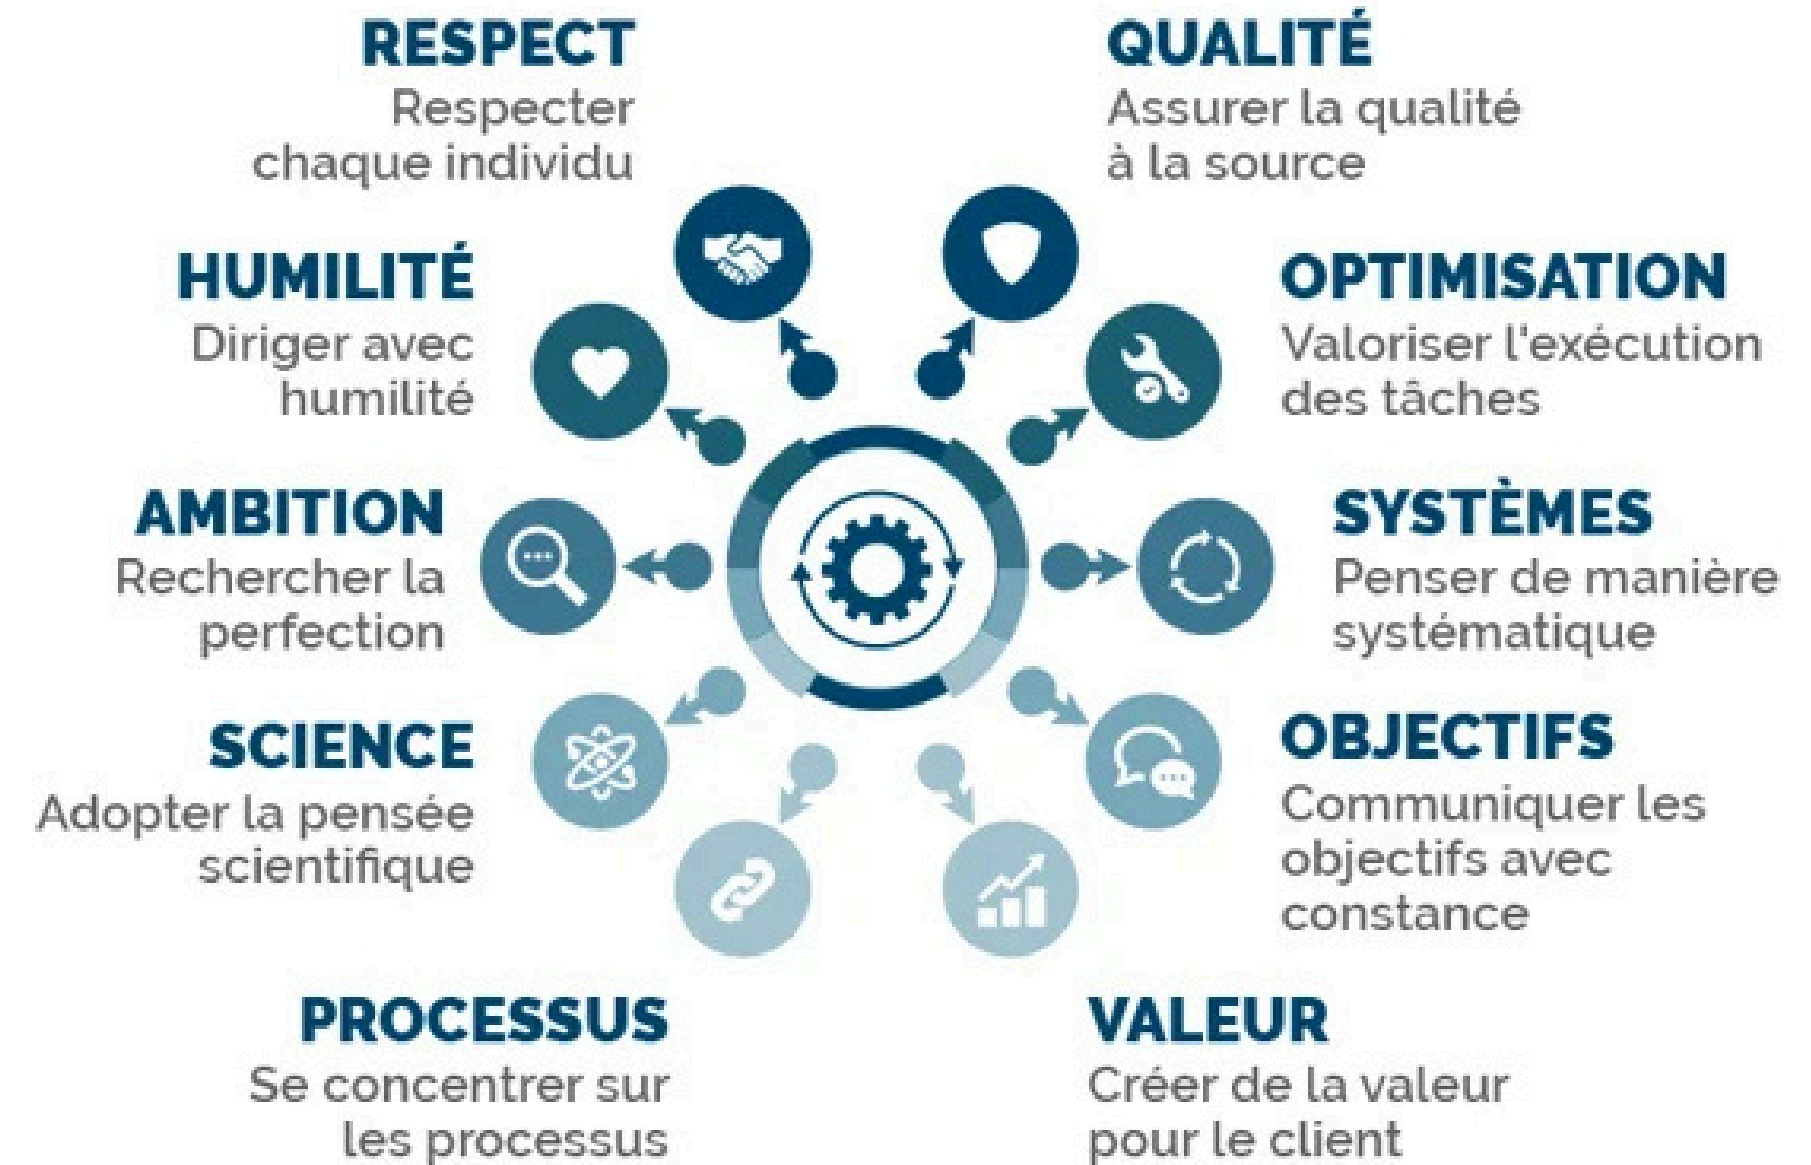 RESPECT
Respecter
chaque individu
QUALITÉ
Assurer la qualité
à la source
HUMILITÉ
Diriger avec
humilité
OPTIMISATION
Valoriser l'exécution
des tâches
AMBITION
Rechercher la
perfection
SYSTÈMES
Penser de manière
systématique
SCIENCE
Adopter la pensée
scientifique
OBJECTIFS
Communiquer les
objectifs avec
constance
PROCESSUS
Se concentrer sur
les processus
VALEUR
Créer de la valeur
pour le client